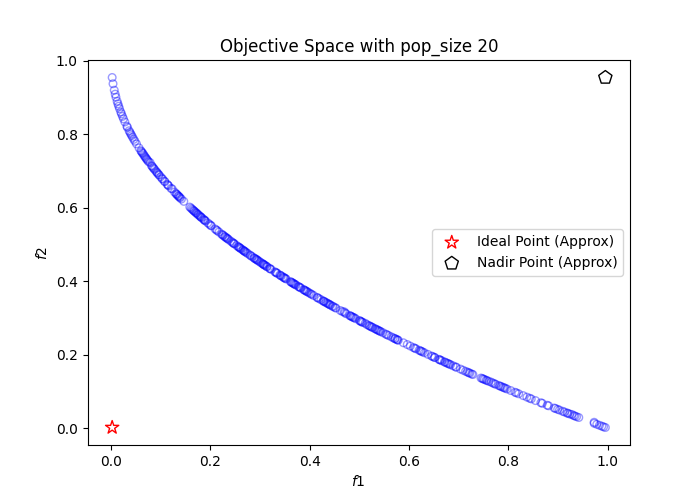 Objective Space with pop_size 20
1.0
0.8
0.6
0.4
0.2
0.0
f2
Ideal Point (Approx)
Nadir Point (Approx)
0.0 0.2 0.4 0.6 0.8 1.0
f1